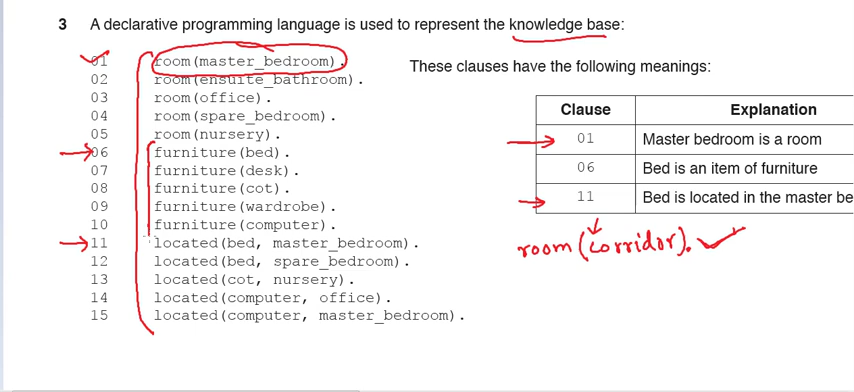 3 A declarative programming language is used to represent the knowledge base:
01 room(master_bedroom).
02 room(ensuite_bathroom).
03 room(office).
04 room(spare_bedroom).
05 room(nursery).
06 furniture(bed).
07 furniture(desk).
08 furniture(cot).
09 furniture(wardrobe).
10 furniture(computer).
11 located(bed, master_bedroom).
12 located(bed, spare_bedroom).
13 located(cot, nursery).
14 located(computer, office).
15 located(computer, master_bedroom).
These clauses have the following meanings:
Clause Explanation
01 Master bedroom is a room
06 Bed is an item of furniture
11 Bed is located in the master be
room(corridor).